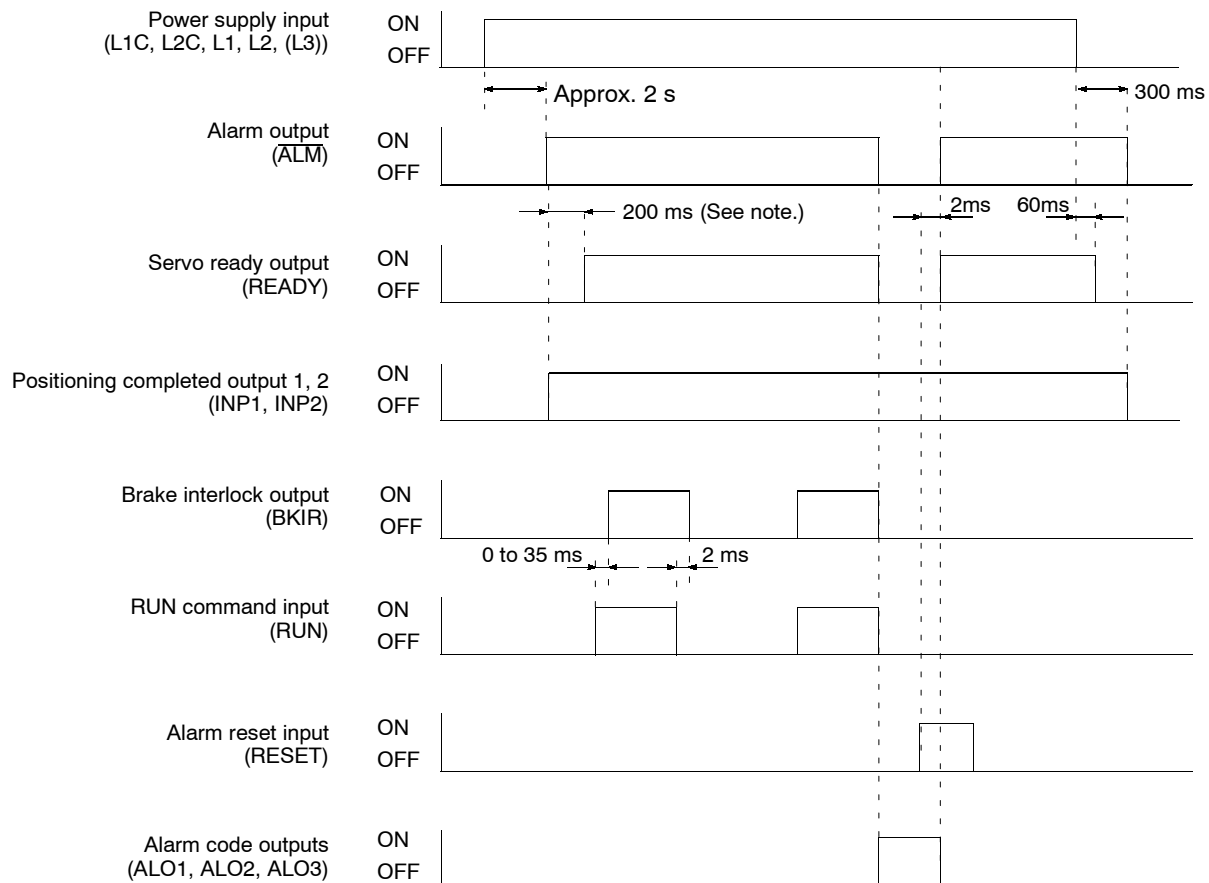 Power supply input
(L1C, L2C, L1, L2, (L3))
ON
OFF
Approx. 2 s
300 ms
Alarm output
(ALM)
ON
OFF
200 ms (See note.)
2ms
60ms
Servo ready output
(READY)
ON
OFF
Positioning completed output 1, 2
(INP1, INP2)
ON
OFF
Brake interlock output
(BKIR)
ON
OFF
0 to 35 ms
2 ms
RUN command input
(RUN)
ON
OFF
Alarm reset input
(RESET)
ON
OFF
Alarm code outputs
(ALO1, ALO2, ALO3)
ON
OFF